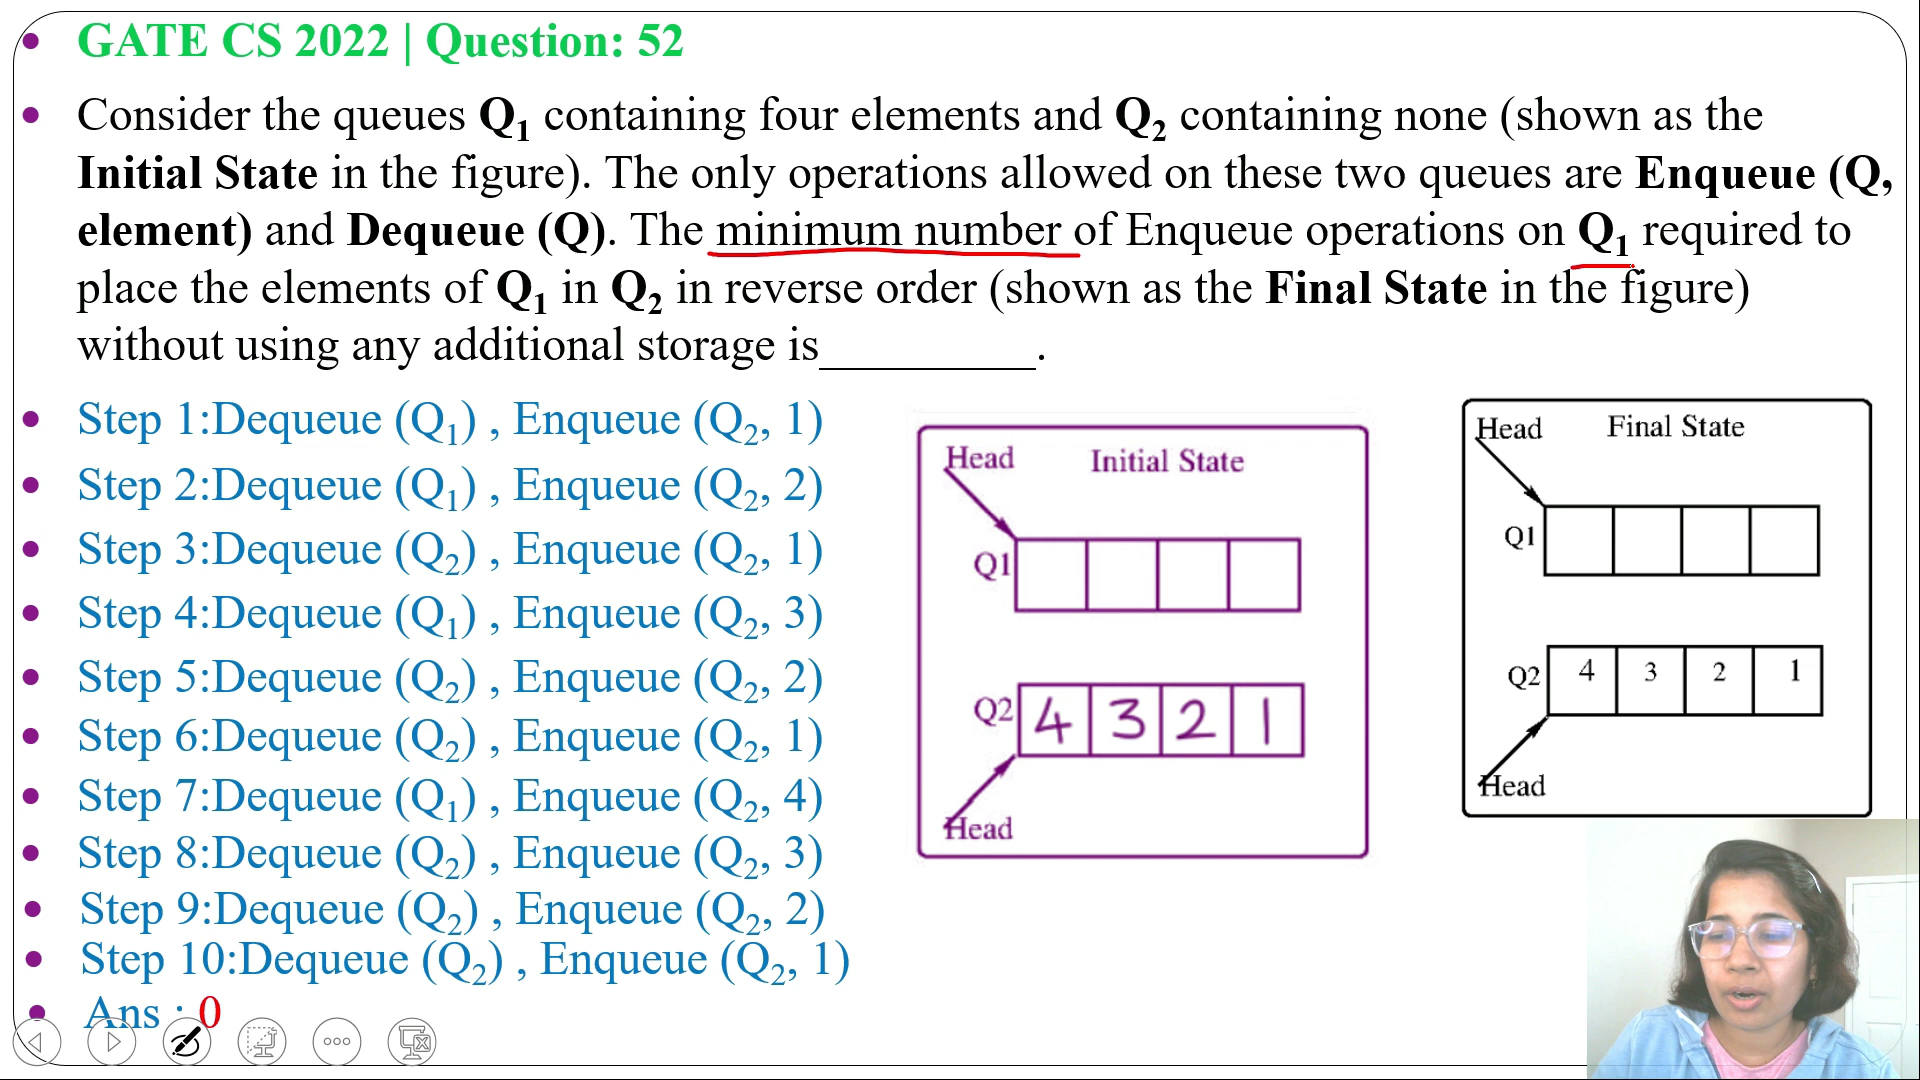 GATE CS 2022 | Question: 52
Consider the queues Q1 containing four elements and Q2 containing none (shown as the
Initial State in the figure). The only operations allowed on these two queues are Enqueue (Q,
element) and Dequeue (Q). The minimum number of Enqueue operations on Q1 required to
place the elements of Q1 in Q2 in reverse order (shown as the Final State in the figure)
without using any additional storage is_________.
Step 1:Dequeue (Q1) , Enqueue (Q2, 1)
Step 2:Dequeue (Q1) , Enqueue (Q2, 2)
Step 3:Dequeue (Q2) , Enqueue (Q2, 1)
Step 4:Dequeue (Q1) , Enqueue (Q2, 3)
Step 5:Dequeue (Q2) , Enqueue (Q2, 2)
Step 6:Dequeue (Q2) , Enqueue (Q2, 1)
Step 7:Dequeue (Q1) , Enqueue (Q2, 4)
Step 8:Dequeue (Q2) , Enqueue (Q2, 3)
Step 9:Dequeue (Q2) , Enqueue (Q2, 2)
Step 10:Dequeue (Q2) , Enqueue (Q2, 1)
Ans : 0
Head Initial State
Q1
Q2 4 3 2 1
Head
Head Final State
Q1
Q2 4 3 2 1
Head